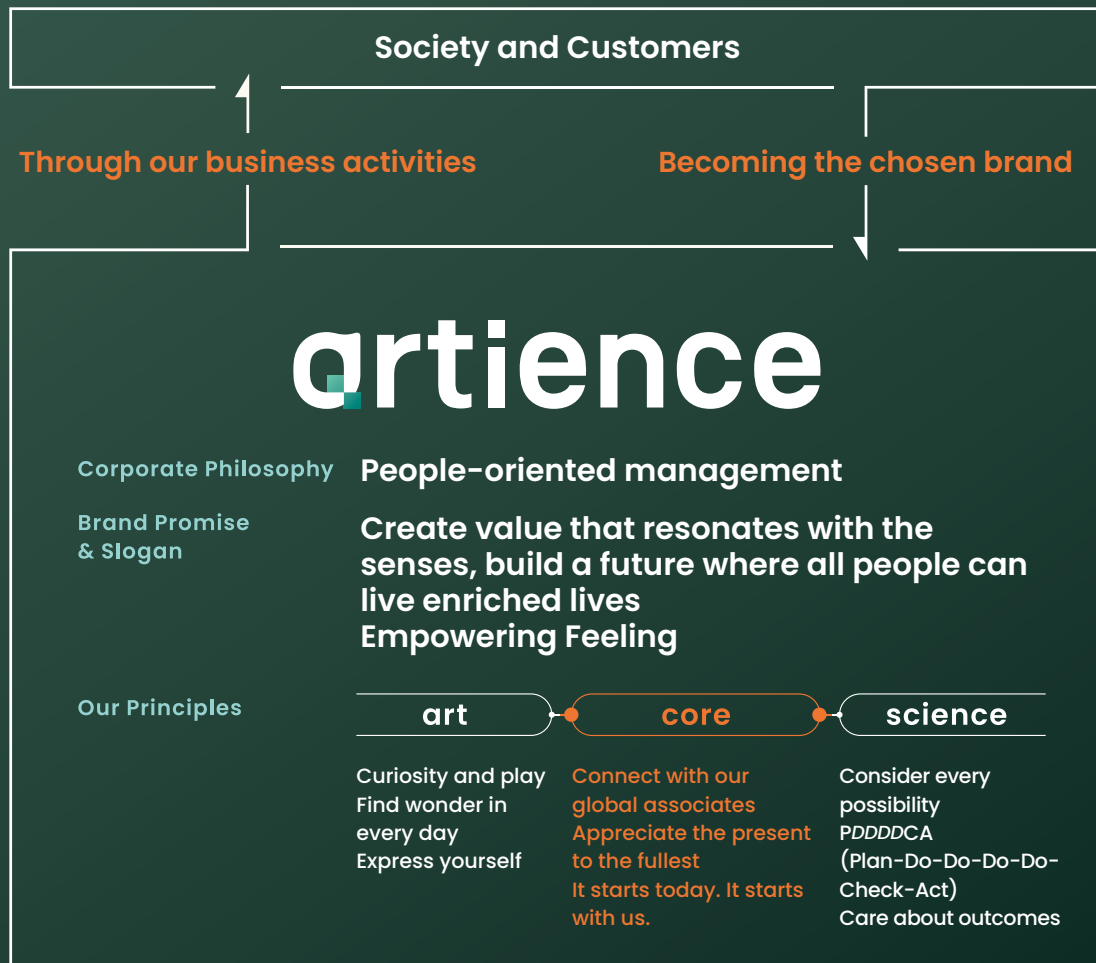 Society and Customers
Through our business activities
Becoming the chosen brand
artience
Corporate Philosophy
People-oriented management
Brand Promise
& Slogan
Create value that resonates with the
senses, build a future where all people can
live enriched lives
Empowering Feeling
Our Principles
art
core
science
Curiosity and play
Find wonder in
every day
Express yourself
Connect with our
global associates
Appreciate the present
to the fullest
It starts today. It starts
with us.
Consider every
possibility
PDDDDCA
(Plan-Do-Do-Do-Do-
Check-Act)
Care about outcomes